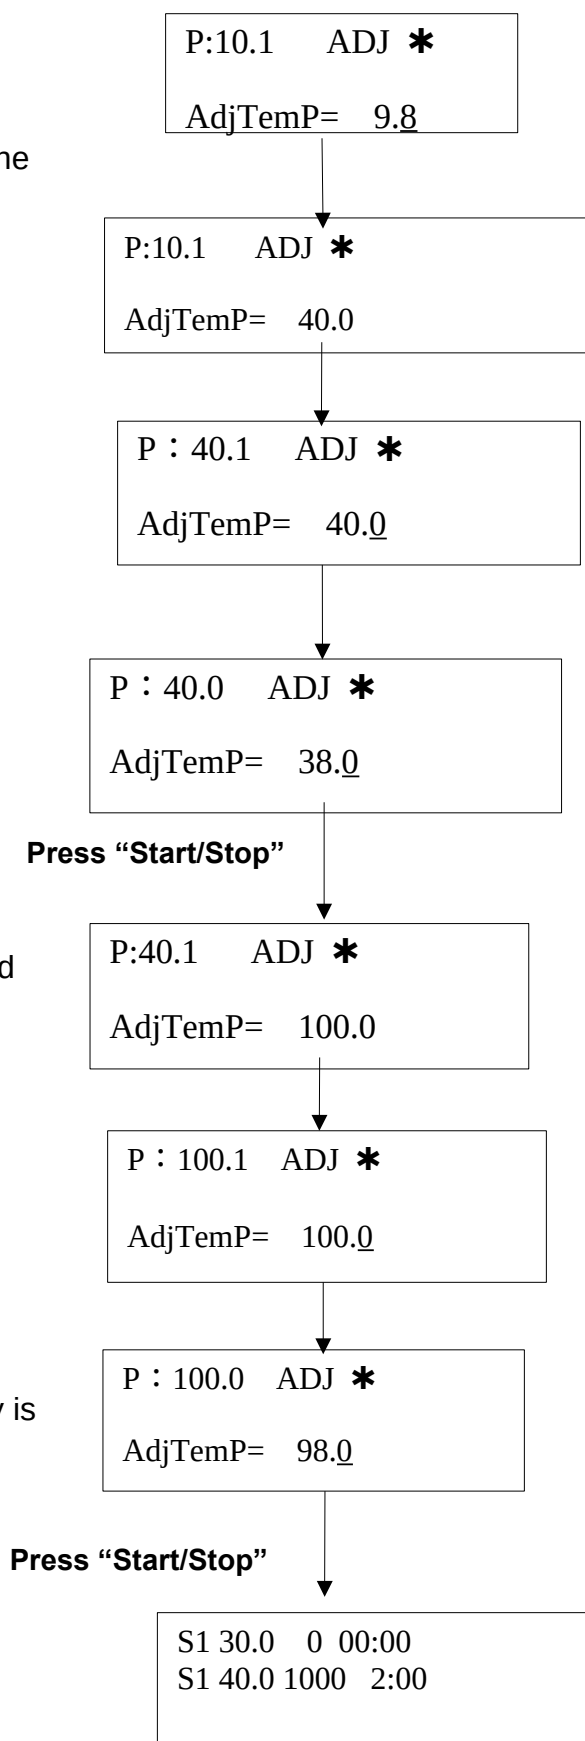 P:10.1 ADJ ✱
AdjTemP= 9.8
ne
P:10.1 ADJ ✱
AdjTemP= 40.0
P：40.1 ADJ ✱
AdjTemP= 40.0
P：40.0 ADJ ✱
AdjTemP= 38.0
Press “Start/Stop”
P:40.1 ADJ ✱
d
AdjTemP= 100.0
P：100.1 ADJ ✱
AdjTemP= 100.0
P：100.0 ADJ ✱
is
AdjTemP= 98.0
Press “Start/Stop”
S1 30.0 0 00:00
S1 40.0 1000 2:00